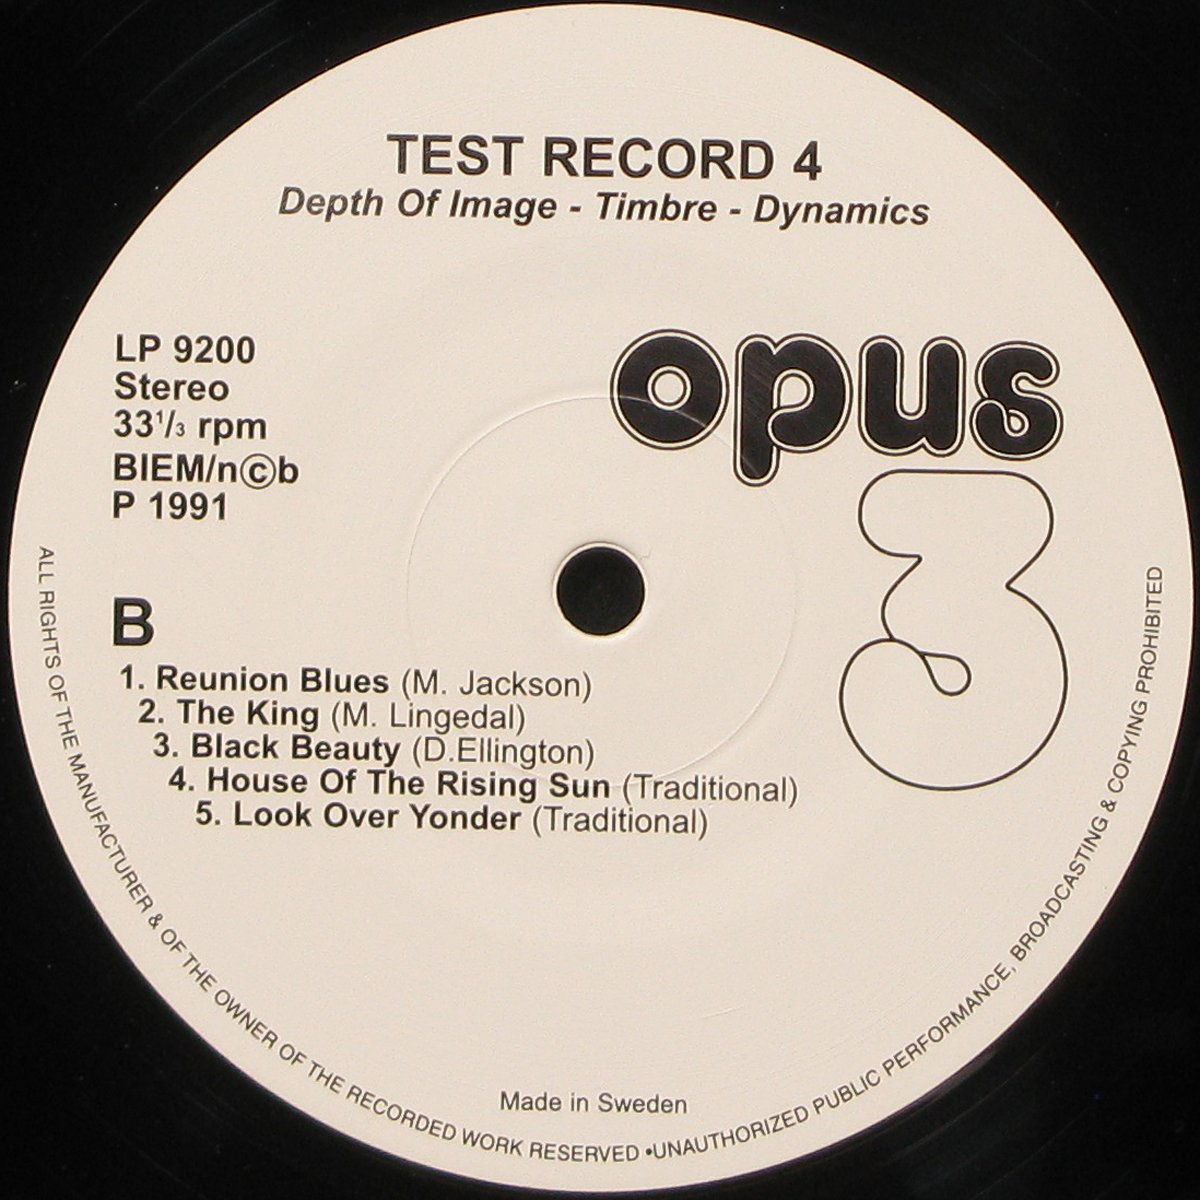 TEST RECORD 4
Depth Of Image - Timbre - Dynamics
LP 9200
Stereo
33¹/₃ rpm
BIEM/nⒸb
P 1991
opus
3
B
1. Reunion Blues (M. Jackson)
2. The King (M. Lingedal)
3. Black Beauty (D.Ellington)
4. House Of The Rising Sun (Traditional)
5. Look Over Yonder (Traditional)
Made in Sweden
ALL RIGHTS OF THE MANUFACTURER & OF THE OWNER OF THE RECORDED WORK RESERVED •UNAUTHORIZED PUBLIC PERFORMANCE, BROADCASTING & COPYING PROHIBITED